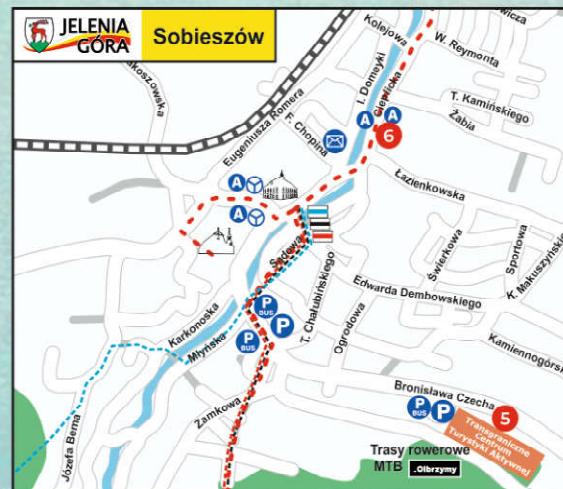 JELENIA
GÓRA
Sobieszów
Kolejowa
W. Reymonta
I. Domeyki
Cieplicka
T. Kamińskiego
Żabia
Eugeniusza Romera
F. Chopina
A
A
6
Łazienkowska
A
A
Sądowa
T. Chałubińskiego
Świerkowa
Sportowa
K. Makuszyńskie
Edwarda Dembowskiego
Ogrodowa
Karkonoska
Młyńska
P
BUS
P
P
BUS
Kamiennogórsk
Zamkowa
Bronisława Czecha
P
BUS
P
5
Transgraniczne
Centrum
Turystyki Aktywnej
Józefa Bema
Trasy rowerowe
MTB
.Olbrzymy